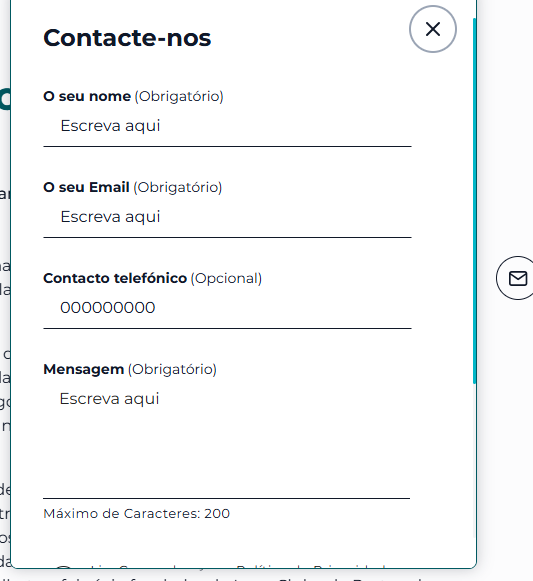 Contacte-nos
O seu nome (Obrigatório)
Escreva aqui
O seu Email (Obrigatório)
Escreva aqui
Contacto telefónico (Opcional)
000000000
Mensagem (Obrigatório)
Escreva aqui
Máximo de Caracteres: 200